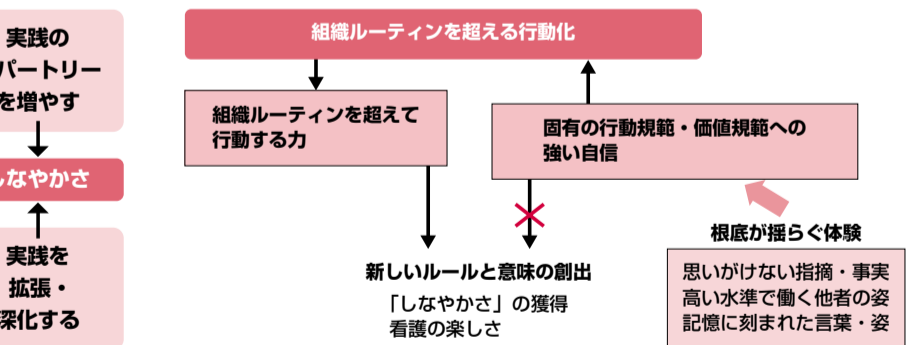 実践の
パートリー
を増やす
しなやかさ
実践を
拡張・
深化する
組織ルーティンを超える行動化
組織ルーティンを超えて
行動する力
固有の行動規範・価値規範への
強い自信
根底が揺らぐ体験
思いがけない指摘・事実
高い水準で働く他者の姿
記憶に刻まれた言葉・姿
新しいルールと意味の創出
「しなやかさ」の獲得
看護の楽しさ